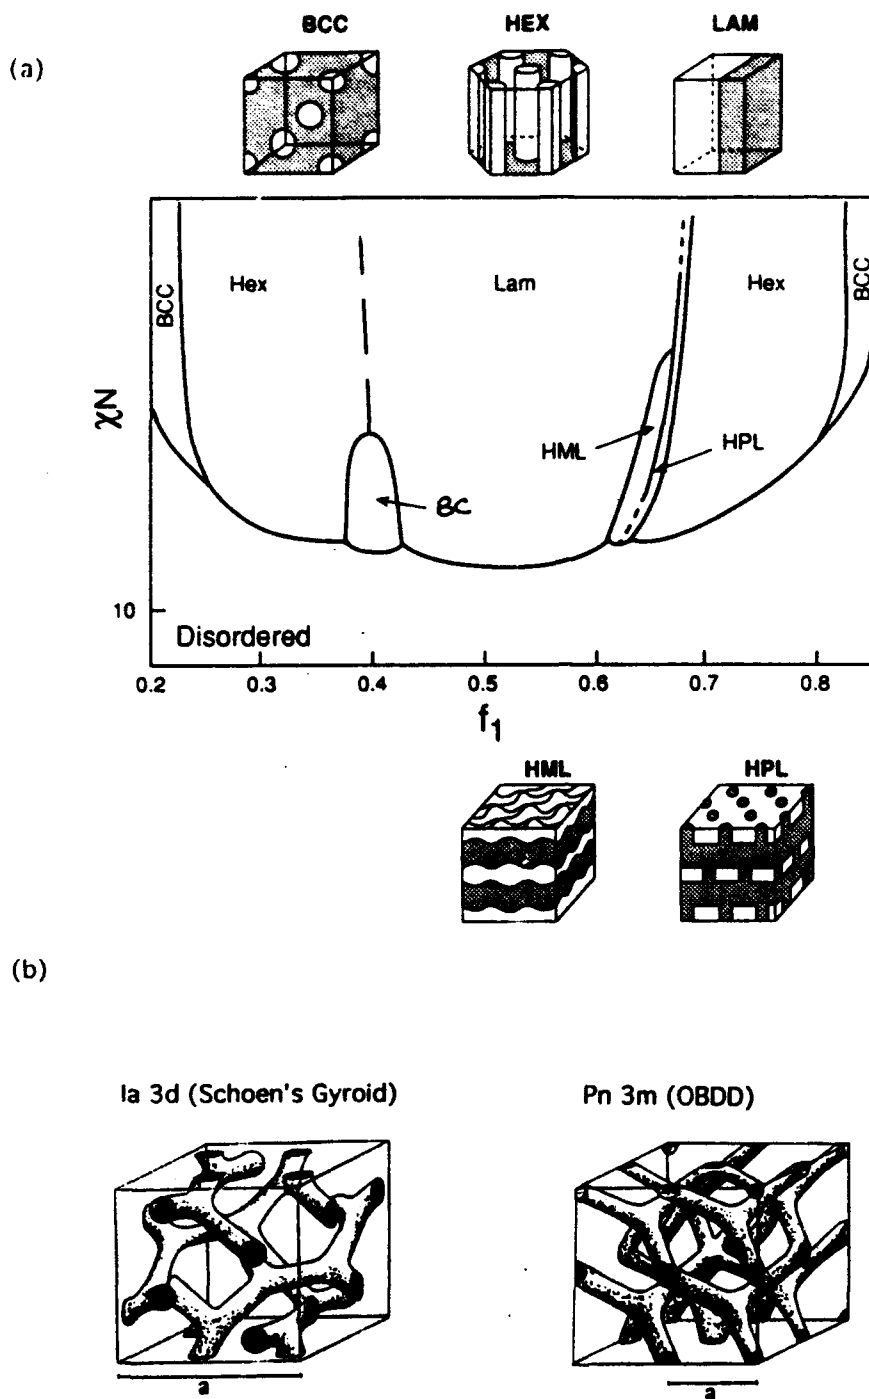 BCC HEX LAM
(a)
BCC
Hex
Lam
Hex
BCC
χN
HML
HPL
BC
10
Disordered
0.2 0.3 0.4 0.5 0.6 0.7 0.8
f1
HML HPL
(b)
Ia 3d (Schoen's Gyroid) Pn 3m (OBDD)
a a